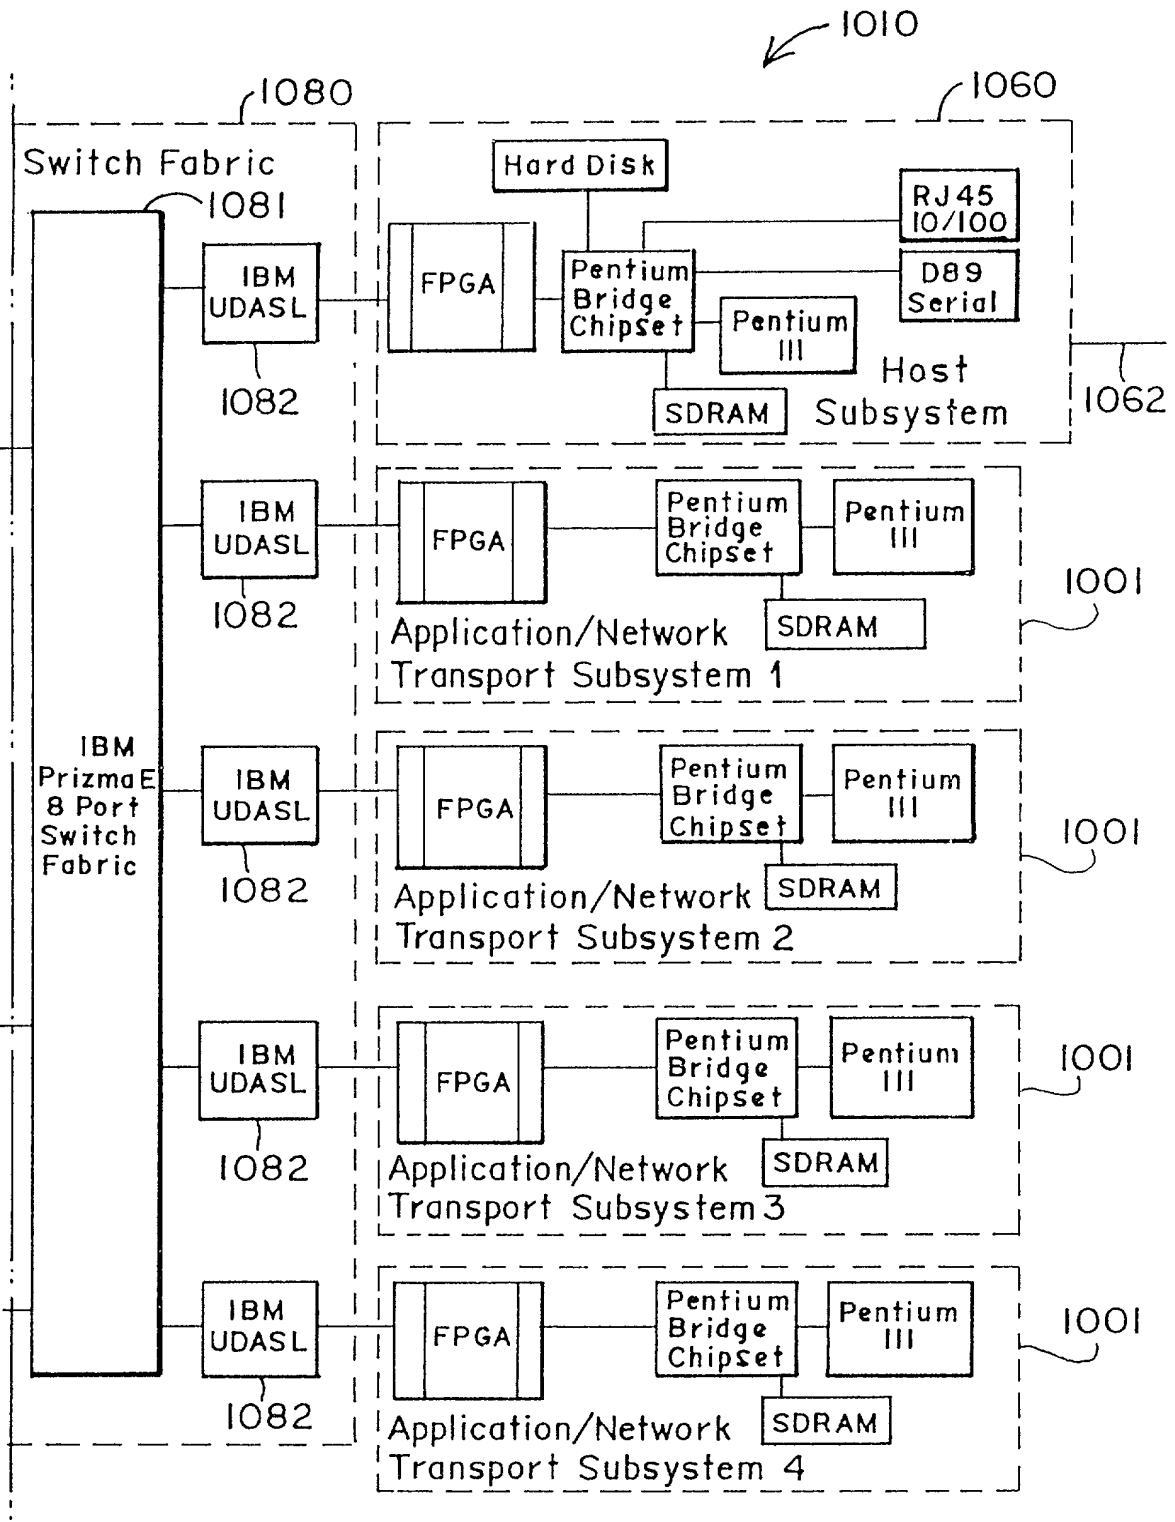 1010
1080
1060
Switch Fabric
1081
Hard Disk
RJ45
10/100
IBM
UDASL
FPGA
Pentium
Bridge
Chipset
D89
Serial
Pentium
III
1082
SDRAM
Host
Subsystem
1062
IBM
UDASL
FPGA
Pentium
Bridge
Chipset
Pentium
III
1082
SDRAM
1001
Application/Network
Transport Subsystem 1
IBM
PrizmaE
8 Port
Switch
Fabric
IBM
UDASL
FPGA
Pentium
Bridge
Chipset
Pentium
III
1082
SDRAM
1001
Application/Network
Transport Subsystem 2
IBM
UDASL
FPGA
Pentium
Bridge
Chipset
Pentium
III
1001
1082
SDRAM
Application/Network
Transport Subsystem 3
IBM
UDASL
FPGA
Pentium
Bridge
Chipset
Pentium
III
1001
1082
SDRAM
Application/Network
Transport Subsystem 4